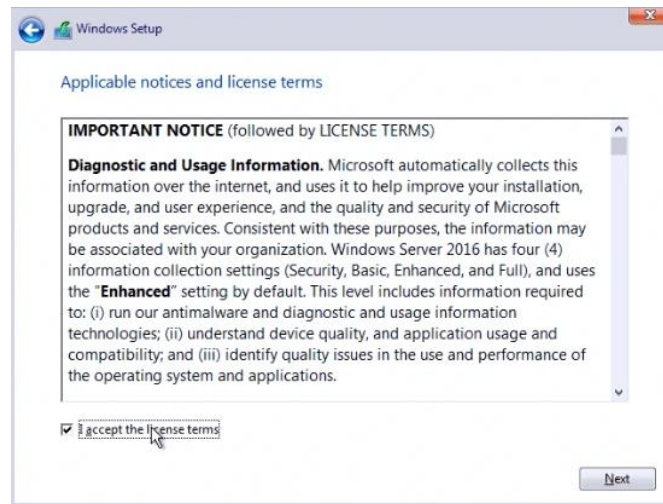 Windows Setup
Applicable notices and license terms
IMPORTANT NOTICE (followed by LICENSE TERMS)
Diagnostic and Usage Information. Microsoft automatically collects this
information over the internet, and uses it to help improve your installation,
upgrade, and user experience, and the quality and security of Microsoft
products and services. Consistent with these purposes, the information may
be associated with your organization. Windows Server 2016 has four (4)
information collection settings (Security, Basic, Enhanced, and Full), and uses
the "Enhanced" setting by default. This level includes information required
to: (i) run our antimalware and diagnostic and usage information
technologies; (ii) understand device quality, and application usage and
compatibility; and (iii) identify quality issues in the use and performance of
the operating system and applications.
I accept the license terms
Next